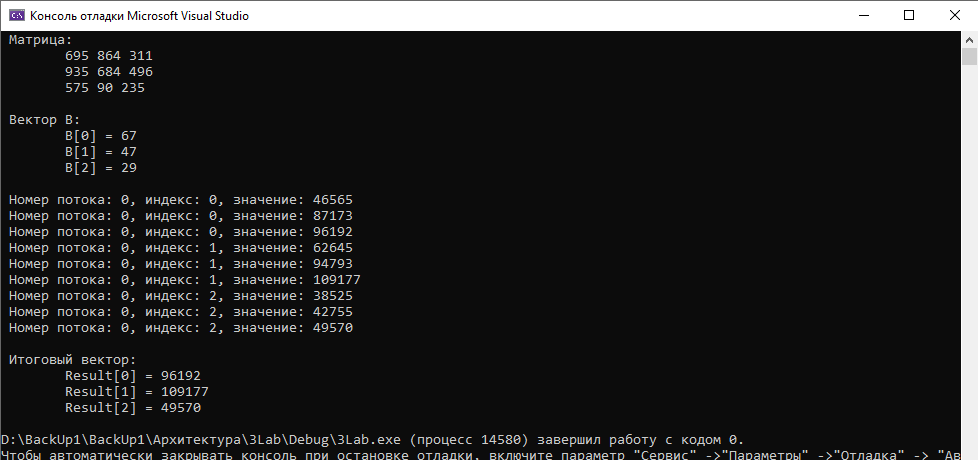 Консоль отладки Microsoft Visual Studio
Матрица:
695 864 311
935 684 496
575 90 235
Вектор B:
B[0] = 67
B[1] = 47
B[2] = 29
Номер потока: 0, индекс: 0, значение: 46565
Номер потока: 0, индекс: 0, значение: 87173
Номер потока: 0, индекс: 0, значение: 96192
Номер потока: 0, индекс: 1, значение: 62645
Номер потока: 0, индекс: 1, значение: 94793
Номер потока: 0, индекс: 1, значение: 109177
Номер потока: 0, индекс: 2, значение: 38525
Номер потока: 0, индекс: 2, значение: 42755
Номер потока: 0, индекс: 2, значение: 49570
Итоговый вектор:
Result[0] = 96192
Result[1] = 109177
Result[2] = 49570
D:\BackUp1\BackUp1\Архитектура\3Lab\Debug\3Lab.exe (процесс 14580) завершил работу с кодом 0.
Чтобы автоматически закрывать консоль при остановке отладки, включите параметр "Сервис" ->"Параметры" ->"Отладка" -> "Ав